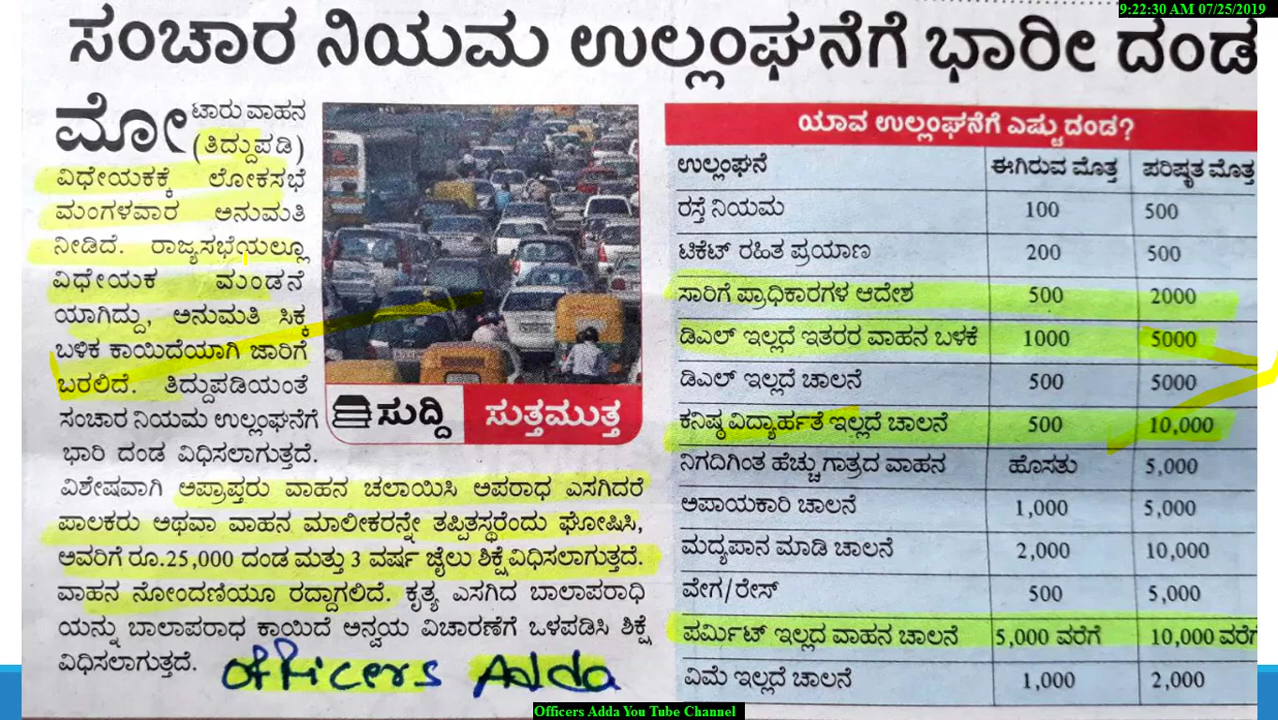 9:22:30 AM 07/25/2019
ಸಂಚಾರ ನಿಯಮ ಉಲ್ಲಂಘನೆಗೆ ಭಾರೀ ದಂಡ
ಮೋಟಾರು ವಾಹನ
(ತಿದ್ದುಪಡಿ)
ವಿಧೇಯಕಕ್ಕೆ ಲೋಕಸಭೆ
ಮಂಗಳವಾರ ಅನುಮತಿ
ನೀಡಿದೆ. ರಾಜ್ಯಸಭೆಯಲ್ಲೂ
ವಿಧೇಯಕ ಮಂಡನೆ
ಯಾಗಿದ್ದು, ಅನುಮತಿ ಸಿಕ್ಕ
ಬಳಿಕ ಕಾಯಿದೆಯಾಗಿ ಜಾರಿಗೆ
ಬರಲಿದೆ. ತಿದ್ದುಪಡಿಯಂತೆ
ಸಂಚಾರ ನಿಯಮ ಉಲ್ಲಂಘನೆಗೆ
ಭಾರಿ ದಂಡ ವಿಧಿಸಲಾಗುತ್ತದೆ.
ವಿಶೇಷವಾಗಿ ಅಪ್ರಾಪ್ತರು ವಾಹನ ಚಲಾಯಿಸಿ ಅಪರಾಧ ಎಸಗಿದರೆ
ಪಾಲಕರು ಅಥವಾ ವಾಹನ ಮಾಲೀಕರನ್ನೇ ತಪ್ಪಿತಸ್ಥರೆಂದು ಘೋಷಿಸಿ,
ಅವರಿಗೆ ರೂ.25,000 ದಂಡ ಮತ್ತು 3 ವರ್ಷ ಜೈಲು ಶಿಕ್ಷೆ ವಿಧಿಸಲಾಗುತ್ತದೆ.
ವಾಹನ ನೋಂದಣಿಯೂ ರದ್ದಾಗಲಿದೆ. ಕೃತ್ಯ ಎಸಗಿದ ಬಾಲಾಪರಾಧಿ
ಯನ್ನು ಬಾಲಾಪರಾಧ ಕಾಯಿದೆ ಅನ್ವಯ ವಿಚಾರಣೆಗೆ ಒಳಪಡಿಸಿ ಶಿಕ್ಷೆ
ವಿಧಿಸಲಾಗುತ್ತದೆ.
officers Adda
ಸುದ್ದಿ ಸುತ್ತಮುತ್ತ
ಯಾವ ಉಲ್ಲಂಘನೆಗೆ ಎಷ್ಟು ದಂಡ?
ಉಲ್ಲಂಘನೆ ಈಗಿರುವ ಮೊತ್ತ ಪರಿಷ್ಕೃತ ಮೊತ್ತ
ರಸ್ತೆ ನಿಯಮ 100 500
ಟಿಕೆಟ್ ರಹಿತ ಪ್ರಯಾಣ 200 500
ಸಾರಿಗೆ ಪ್ರಾಧಿಕಾರಗಳ ಆದೇಶ 500 2000
ಡಿಎಲ್ ಇಲ್ಲದೆ ಇತರರ ವಾಹನ ಬಳಕೆ 1000 5000
ಡಿಎಲ್ ಇಲ್ಲದೆ ಚಾಲನೆ 500 5000
ಕನಿಷ್ಠ ವಿದ್ಯಾರ್ಹತೆ ಇಲ್ಲದೆ ಚಾಲನೆ 500 10,000
ನಿಗದಿಗಿಂತ ಹೆಚ್ಚು ಗಾತ್ರದ ವಾಹನ ಹೊಸತು 5,000
ಅಪಾಯಕಾರಿ ಚಾಲನೆ 1,000 5,000
ಮದ್ಯಪಾನ ಮಾಡಿ ಚಾಲನೆ 2,000 10,000
ವೇಗ/ರೇಸ್ 500 5,000
ಪರ್ಮಿಟ್ ಇಲ್ಲದ ವಾಹನ ಚಾಲನೆ 5,000 ವರೆಗೆ 10,000 ವರೆಗೆ
ವಿಮೆ ಇಲ್ಲದೆ ಚಾಲನೆ 1,000 2,000
Officers Adda You Tube Channel